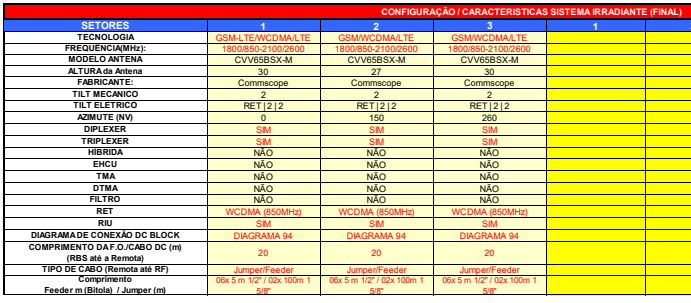 CONFIGURAÇÃO / CARACTERISTICAS SISTEMA IRRADIANTE (FINAL)
SETORES 1 2 3 1
TECNOLOGIA GSM-LTE/WCDMA/LTE GSM/WCDMA/LTE GSM/WCDMA/LTE
FREQUÊNCIA(MHz): 1800/850-2100/2600 1800/850-2100/2600 1800/850-2100/2600
MODELO ANTENA CVV65BSX-M CVV65BSX-M CVV65BSX-M
ALTURA da Antena 30 27 30
FABRICANTE: Commscope Commscope Commscope
TILT MECANICO 2 2 2
TILT ELETRICO RET | 2 | 2 RET | 2 | 2 RET | 2 | 2
AZIMUTE (NV) 0 150 260
DIPLEXER SIM SIM SIM
TRIPLEXER SIM SIM SIM
HÍBRIDA NÃO NÃO NÃO
EHCU NÃO NÃO NÃO
TMA NÃO NÃO NÃO
DTMA NÃO NÃO NÃO
FILTRO NÃO NÃO NÃO
RET WCDMA (850MHz) WCDMA (850MHz) WCDMA (850MHz)
RIU SIM SIM SIM
DIAGRAMA DE CONEXÃO DC BLOCK DIAGRAMA 94 DIAGRAMA 94 DIAGRAMA 94
COMPRIMENTO DA F.O./CABO DC (m)
(RBS até a Remota) 20 20 20
TIPO DE CABO (Remota até RF) Jumper/Feeder Jumper/Feeder Jumper/Feeder
Comprimento 06x 5 m 1/2" / 02x 100m 1 06x 5 m 1/2" / 02x 100m 1 06x 5 m 1/2" / 02x 100m 1
Feeder m (Bitola) / Jumper (m) 5/8" 5/8" 5/8"